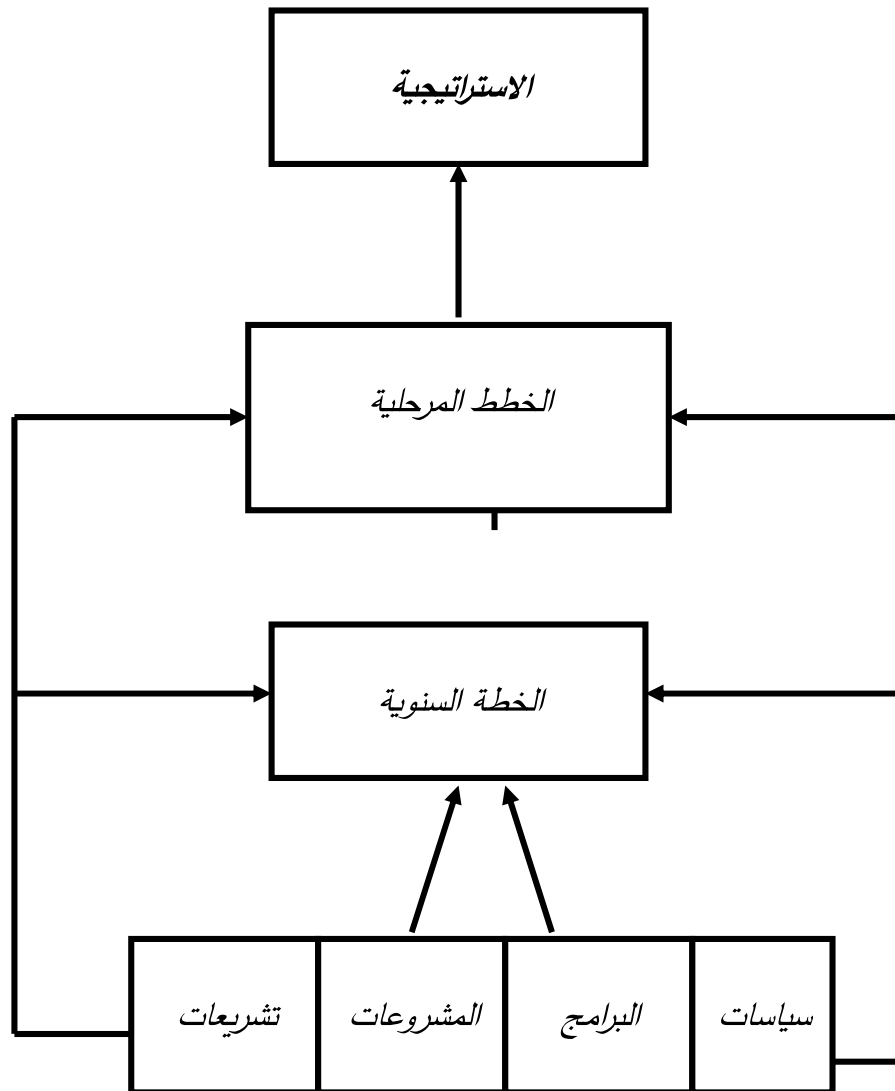 الاستراتيجية
الخطط المرحلية
الخطة السنوية
سياسات
البرامج
المشروعات
تشريعات